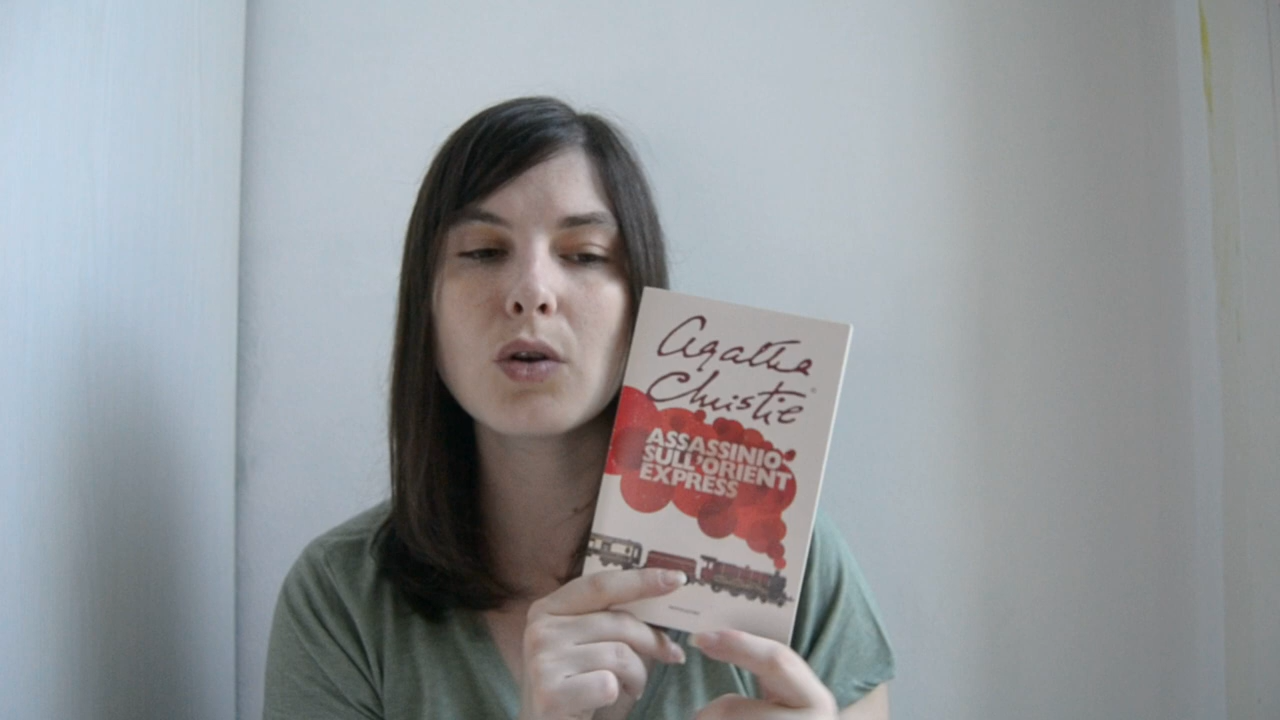 Agatha
Christie
ASSASSINIO
SULL'ORIENT
EXPRESS